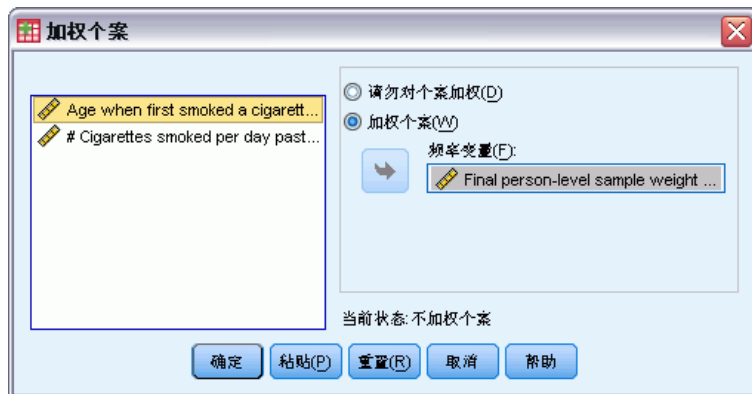 加权个案
Age when first smoked a cigarett...
# Cigarettes smoked per day past...
请勿对个案加权(D)
加权个案(W)
频率变量(F):
Final person-level sample weight ...
当前状态:不加权个案
确定
粘贴(P)
重置(R)
取消
帮助